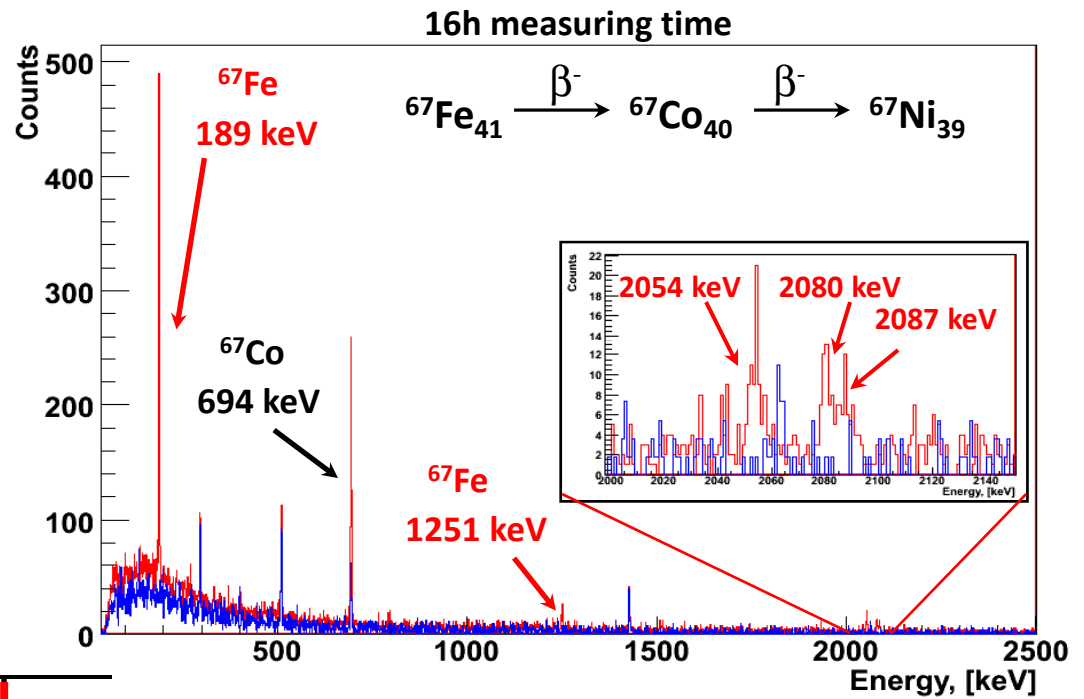 16h measuring time
Counts
500
400
300
200
100
0
67Fe
189 keV
67Fe41 β- 67Co40 β- 67Ni39
67Co
694 keV
67Fe
1251 keV
Counts
22
20
18
16
14
12
10
8
6
4
2
0
2054 keV
2080 keV
2087 keV
2000 2020 2040 2060 2080 2100 2120 2140
Energy, [keV]
500 1000 1500 2000 2500
Energy, [keV]